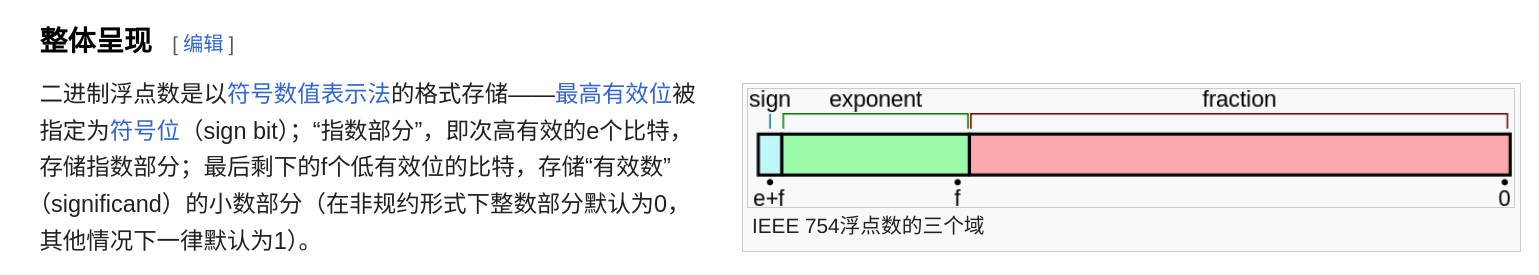 整体呈现 [ 编辑 ]
二进制浮点数是以符号数值表示法的格式存储——最高有效位被
指定为符号位（sign bit）；“指数部分”，即次高有效的e个比特，
存储指数部分；最后剩下的f个低有效位的比特，存储“有效数”
（significand）的小数部分（在非规约形式下整数部分默认为0，
其他情况下一律默认为1）。
sign exponent fraction
e+f f 0
IEEE 754浮点数的三个域